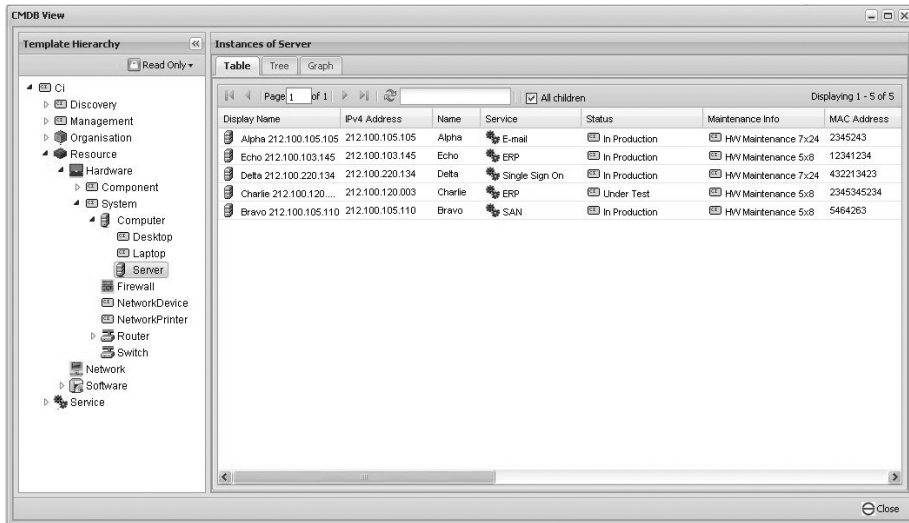 CMDB View
Template Hierarchy
Read Only
Ci
Discovery
Management
Organisation
Resource
Hardware
Component
System
Computer
Desktop
Laptop
Server
Firewall
NetworkDevice
NetworkPrinter
Router
Switch
Network
Software
Service
Instances of Server
Table Tree Graph
Page 1 of 1 All children Displaying 1 - 5 of 5
Display Name IPv4 Address Name Service Status Maintenance Info MAC Address
Alpha 212.100.105.105 212.100.105.105 Alpha E-mail In Production HW Maintenance 7x24 2345243
Echo 212.100.103.145 212.100.103.145 Echo ERP In Production HW Maintenance 5x8 12341234
Delta 212.100.220.134 212.100.220.134 Delta Single Sign On In Production HW Maintenance 7x24 432213423
Charlie 212.100.120.... 212.100.120.003 Charlie ERP Under Test HW Maintenance 5x8 2345345234
Bravo 212.100.105.110 212.100.105.110 Bravo SAN In Production HW Maintenance 5x8 5464263
Close